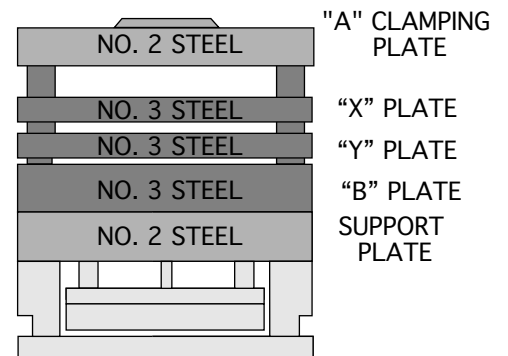 "A" CLAMPING
PLATE
NO. 2 STEEL
NO. 3 STEEL
“X” PLATE
NO. 3 STEEL
“Y” PLATE
NO. 3 STEEL
“B” PLATE
NO. 2 STEEL
SUPPORT
PLATE